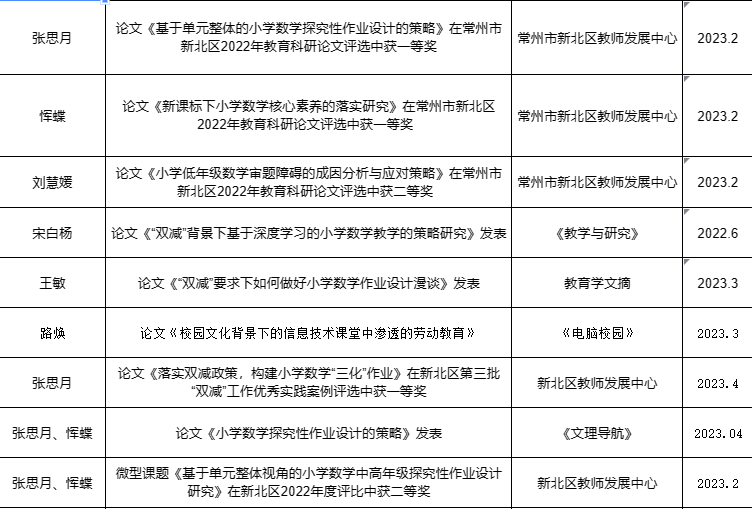 张思月
论文《基于单元整体的小学数学探究性作业设计的策略》在常州市
新北区2022年教育科研论文评选中获一等奖
常州市新北区教师发展中心
2023.2
恽蝶
论文《新课标下小学数学核心素养的落实研究》在常州市新北区
2022年教育科研论文评选中获一等奖
常州市新北区教师发展中心
2023.2
刘慧媛
论文《小学低年级数学审题障碍的成因分析与应对策略》在常州市
新北区2022年教育科研论文评选中获二等奖
常州市新北区教师发展中心
2023.2
宋白杨
论文《“双减”背景下基于深度学习的小学数学教学的策略研究》发表
《教学与研究》
2022.6
王敏
论文《“双减”要求下如何做好小学数学作业设计漫谈》发表
教育学文摘
2023.3
路焕
论文《校园文化背景下的信息技术课堂中渗透的劳动教育》
《电脑校园》
2023.3
张思月
论文《落实双减政策，构建小学数学“三化”作业》在新北区第三批
“双减”工作优秀实践案例评选中获一等奖
新北区教师发展中心
2023.4
张思月、恽蝶
论文《小学数学探究性作业设计的策略》发表
《文理导航》
2023.04
张思月、恽蝶
微型课题《基于单元整体视角的小学数学中高年级探究性作业设计
研究》在新北区2022年度评比中获二等奖
新北区教师发展中心
2023.2